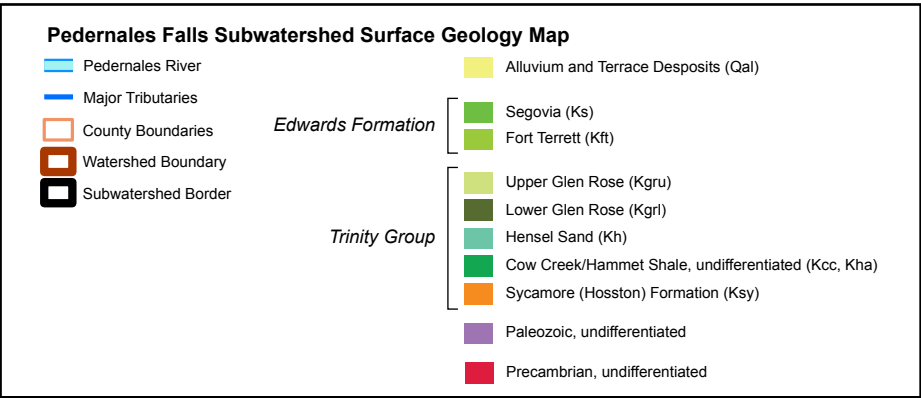 Pedernales Falls Subwatershed Surface Geology Map
Pedernales River
Major Tributaries
County Boundaries
Watershed Boundary
Subwatershed Border
Alluvium and Terrace Desposits (Qal)
Edwards Formation
Segovia (Ks)
Fort Terrett (Kft)
Trinity Group
Upper Glen Rose (Kgru)
Lower Glen Rose (Kgrl)
Hensel Sand (Kh)
Cow Creek/Hammet Shale, undifferentiated (Kcc, Kha)
Sycamore (Hosston) Formation (Ksy)
Paleozoic, undifferentiated
Precambrian, undifferentiated